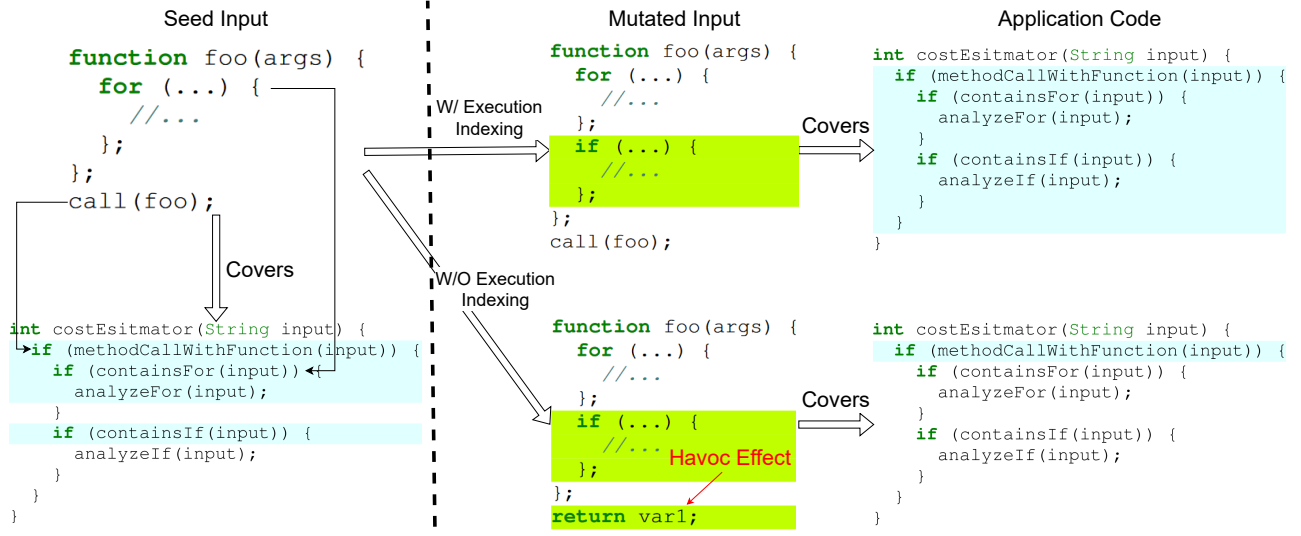 Seed Input
function foo(args) {
for (...) {
//...
};
};
call(foo);
Covers
int costEsitmator(String input) {
if (methodCallWithFunction(input)) {
if (containsFor(input)) {
analyzeFor(input);
}
if (containsIf(input)) {
analyzeIf(input);
}
}
}
W/ Execution
Indexing
W/O Execution
Indexing
Mutated Input
function foo(args) {
for (...) {
//...
};
if (...) {
//...
};
};
call(foo);
Covers
Application Code
int costEsitmator(String input) {
if (methodCallWithFunction(input)) {
if (containsFor(input)) {
analyzeFor(input);
}
if (containsIf(input)) {
analyzeIf(input);
}
}
}
function foo(args) {
for (...) {
//...
};
if (...) {
//...
};
Havoc Effect
};
return var1;
Covers
int costEsitmator(String input) {
if (methodCallWithFunction(input)) {
if (containsFor(input)) {
analyzeFor(input);
}
if (containsIf(input)) {
analyzeIf(input);
}
}
}